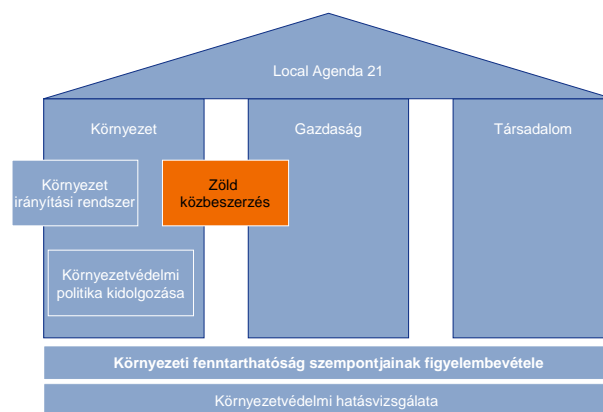 Local Agenda 21
Környezet
Gazdaság
Társadalom
Környezet
irányítási rendszer
Zöld
közbeszerzés
Környezetvédelmi
politika kidolgozása
Környezeti fenntarthatóság szempontjainak figyelembevétele
Környezetvédelmi hatásvizsgálata